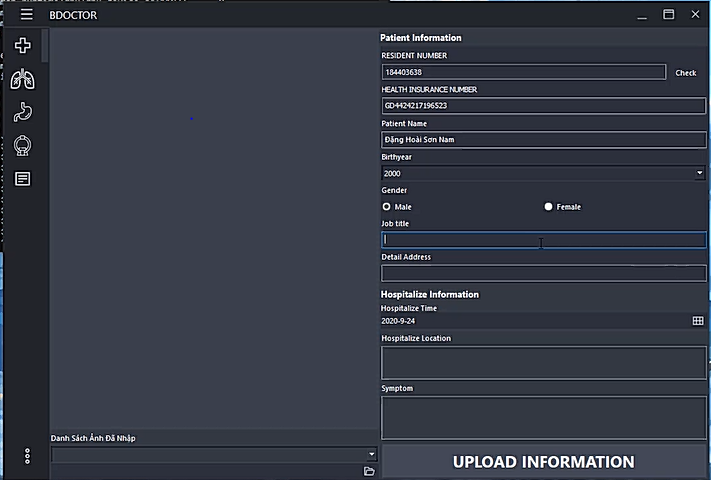 BDOCTOR
Patient Information
RESIDENT NUMBER
184403638
Check
HEALTH INSURANCE NUMBER
GD4424217196523
Patient Name
Đặng Hoài Sơn Nam
Birthyear
2000
Gender
Male
Female
Job title
Detail Address
Hospitalize Information
Hospitalize Time
2020-9-24
Hospitalize Location
Symptom
Danh Sách Ảnh Đã Nhập
UPLOAD INFORMATION